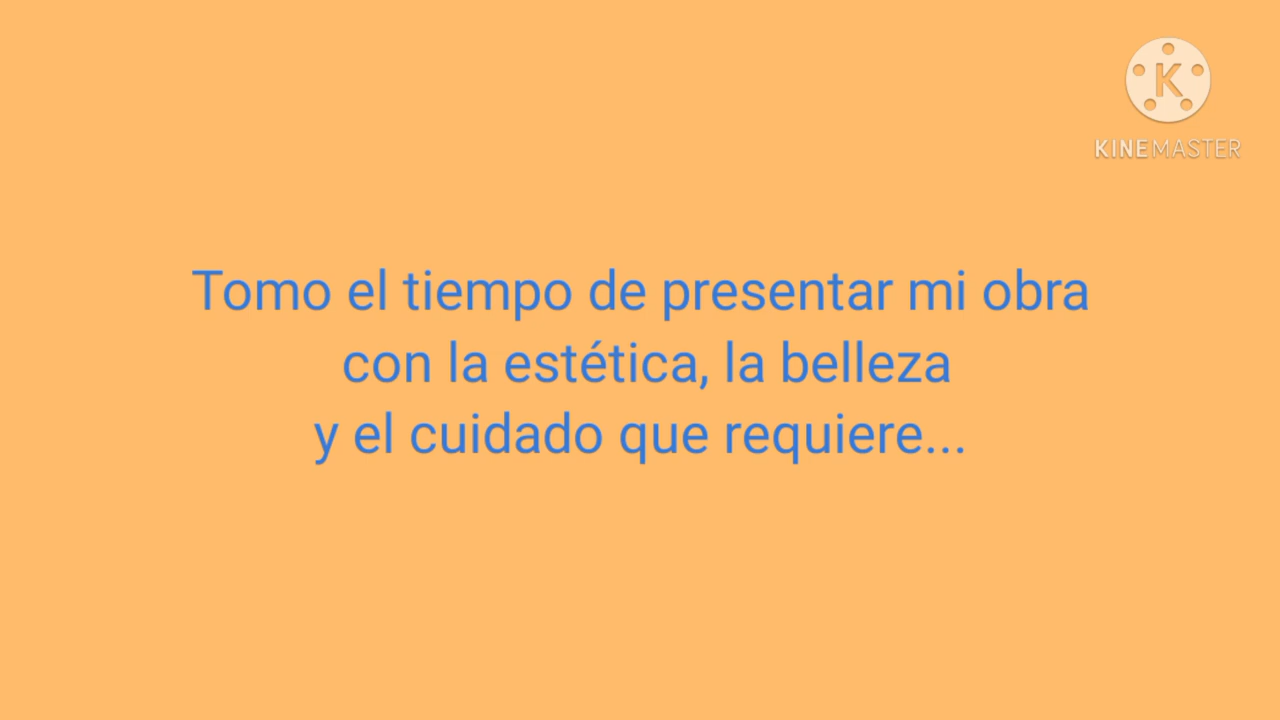 K
KINEMASTER
Tomo el tiempo de presentar mi obra
con la estética, la belleza
y el cuidado que requiere...